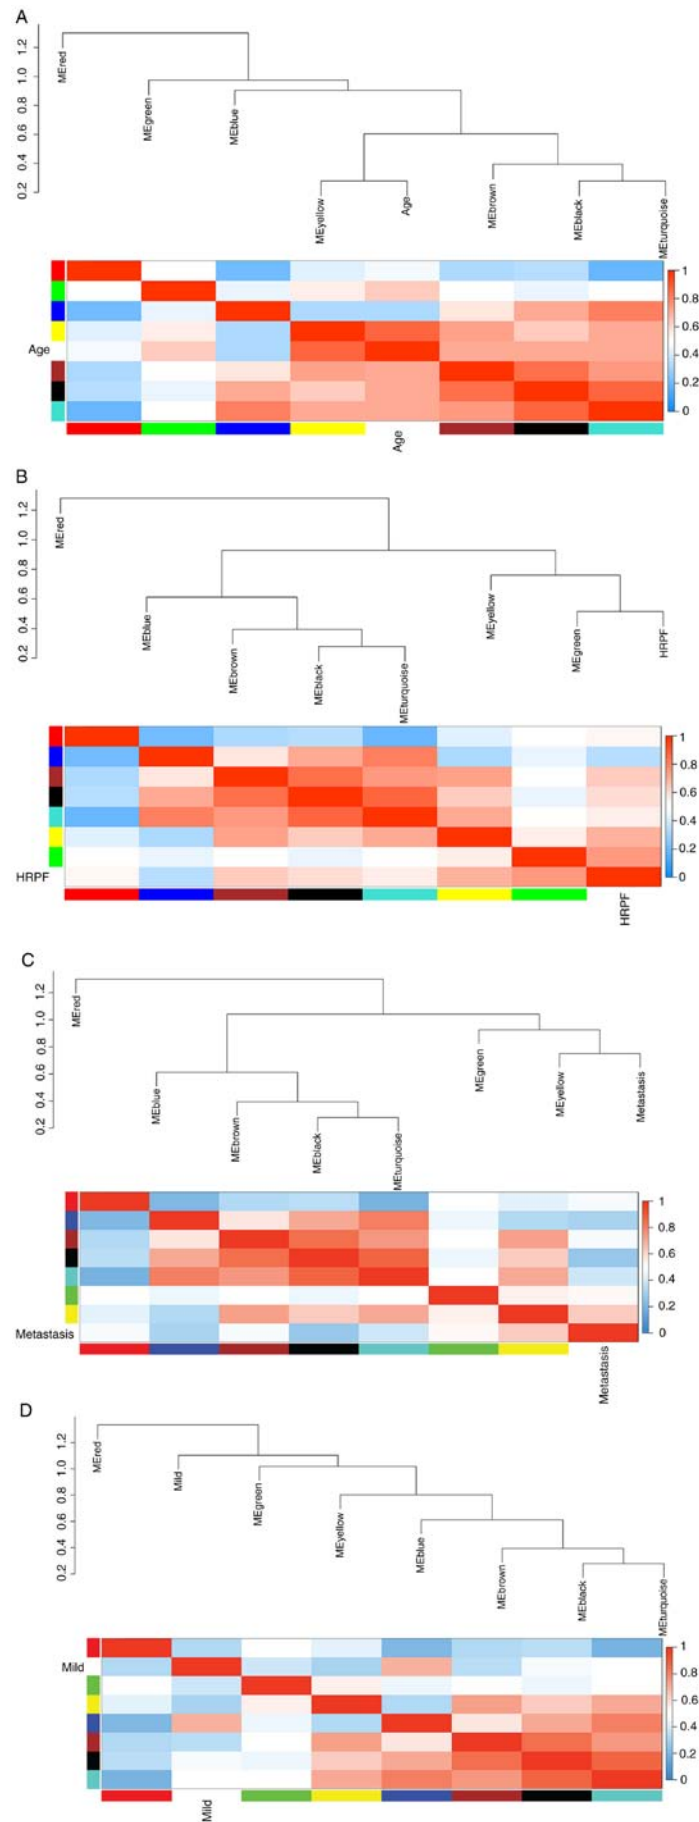 A
1.2
1.0
0.8
0.6
0.4
0.2
MEred
MEgreen
MEblue
MEyellow
Age
MEbrown
MEblack
MEturquoise
Age
1
0.8
0.6
0.4
0.2
0
Age
B
1.2
1.0
0.8
0.6
0.4
0.2
MEred
MEblue
MEbrown
MEblack
MEturquoise
MEyellow
MEgreen
HRPF
HRPF
1
0.8
0.6
0.4
0.2
0
HRPF
C
1.2
1.0
0.8
0.6
0.4
0.2
MEred
MEblue
MEbrown
MEblack
MEturquoise
MEgreen
MEyellow
Metastasis
Metastasis
1
0.8
0.6
0.4
0.2
0
Metastasis
D
1.2
1.0
0.8
0.6
0.4
0.2
MEred
Mild
MEgreen
MEyellow
MEblue
MEbrown
MEblack
MEturquoise
Mild
1
0.8
0.6
0.4
0.2
0
Mild